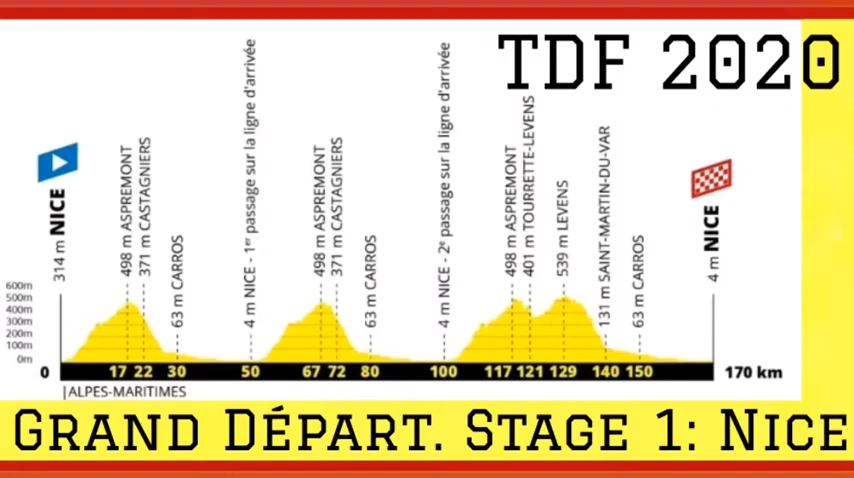 TDF 2020
314 m NICE
498 m ASPREMONT
371 m CASTAGNIERS
63 m CARROS
4 m NICE - 1er passage sur la ligne d'arrivée
498 m ASPREMONT
371 m CASTAGNIERS
63 m CARROS
4 m NICE - 2e passage sur la ligne d'arrivée
498 m ASPREMONT
401 m TOURRETTE-LEVENS
539 m LEVENS
131 m SAINT-MARTIN-DU-VAR
63 m CARROS
4 m NICE
600m
500m
400m
300m
200m
100m
0m
0 17 22 30 50 67 72 80 100 117 121 129 140 150 170 km
|ALPES-MARITIMES
GRAND DÉPART. STAGE 1: NICE